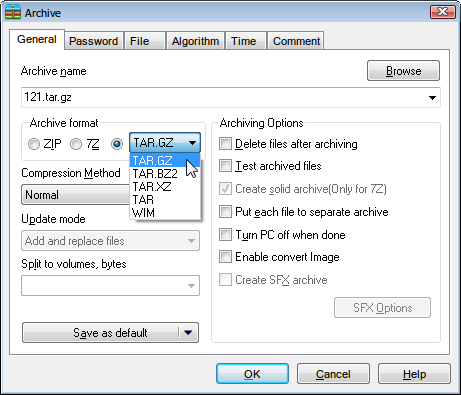 Archive
General
Password
File
Algorithm
Time
Comment
Archive name
Browse
121.tar.gz
Archive format
ZIP
7Z
TAR.GZ
TAR.GZ
TAR.BZ2
TAR.XZ
TAR
WIM
Compression Method
Normal
Update mode
Add and replace files
Split to volumes, bytes
Save as default
Archiving Options
Delete files after archiving
Test archived files
Create solid archive(Only for 7Z)
Put each file to separate archive
Turn PC off when done
Enable convert Image
Create SFX archive
SFX Options
OK
Cancel
Help